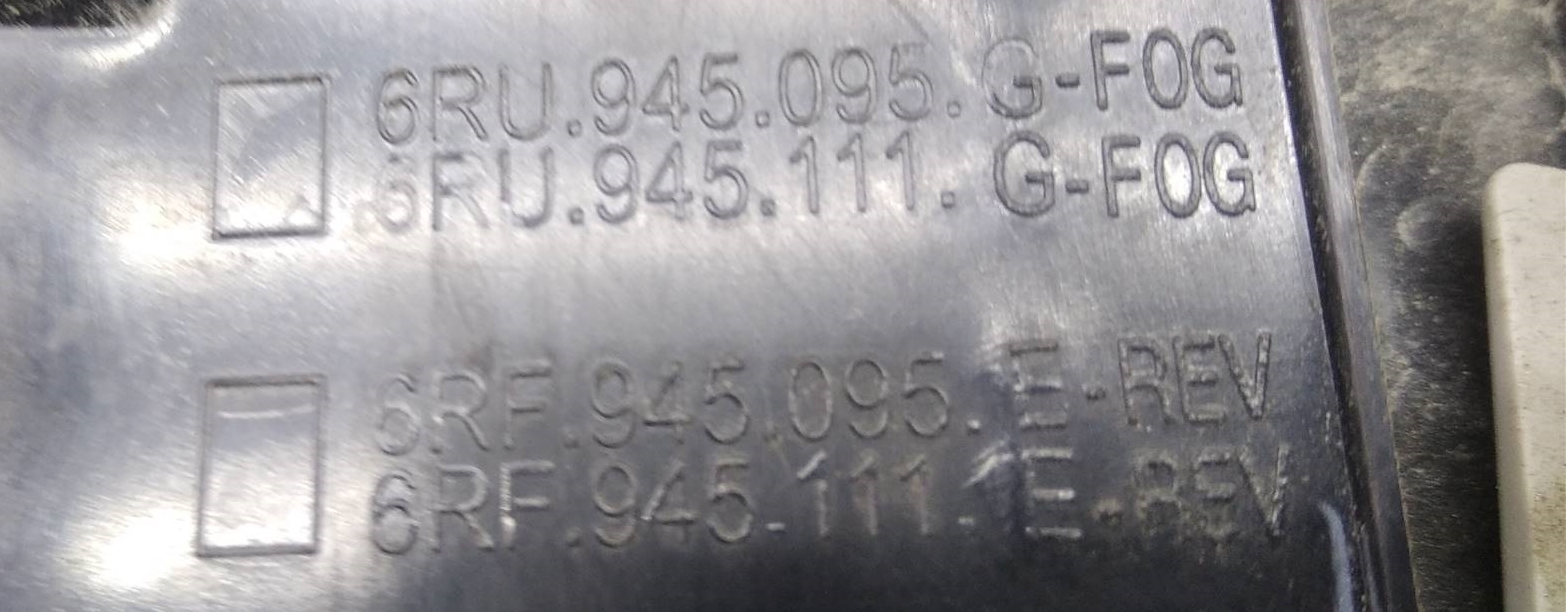 6RU.945.095.G-FOG
6RU.945.111.G-FOG
6RF.945.095.E-REV
6RF.945.111.E-REV